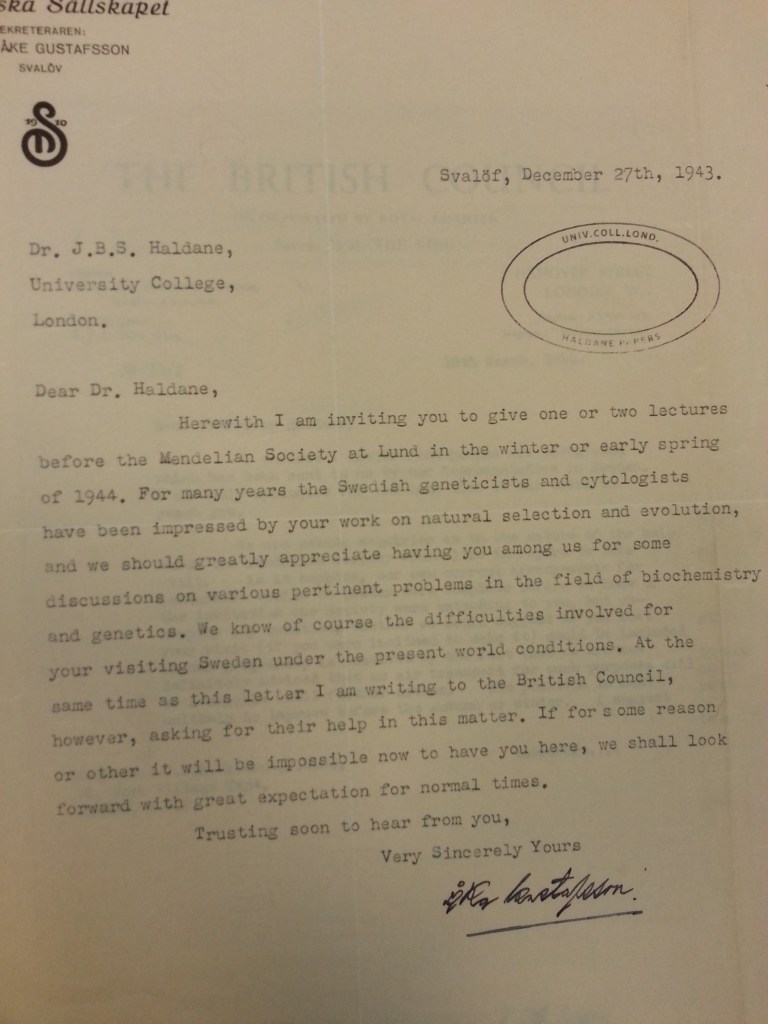 ska Sällskapet
EKRETERAREN:
ÅKE GUSTAFSSON
SVALÖV
19 10
THE BRITISH COUNCIL
Svalöf, December 27th, 1943.
Dr. J.B.S. Haldane,
University College,
London.
UNIV.COLL.LOND.
HALDANE PAPERS
Dear Dr. Haldane,
Herewith I am inviting you to give one or two lectures
before the Mendelian Society at Lund in the winter or early spring
of 1944. For many years the Swedish geneticists and cytologists
have been impressed by your work on natural selection and evolution,
and we should greatly appreciate having you among us for some
discussions on various pertinent problems in the field of biochemistry
and genetics. We know of course the difficulties involved for
your visiting Sweden under the present world conditions. At the
same time as this letter I am writing to the British Council,
however, asking for their help in this matter. If for some reason
or other it will be impossible now to have you here, we shall look
forward with great expectation for normal times.
Trusting soon to hear from you,
Very Sincerely Yours
Åke Gustafsson.